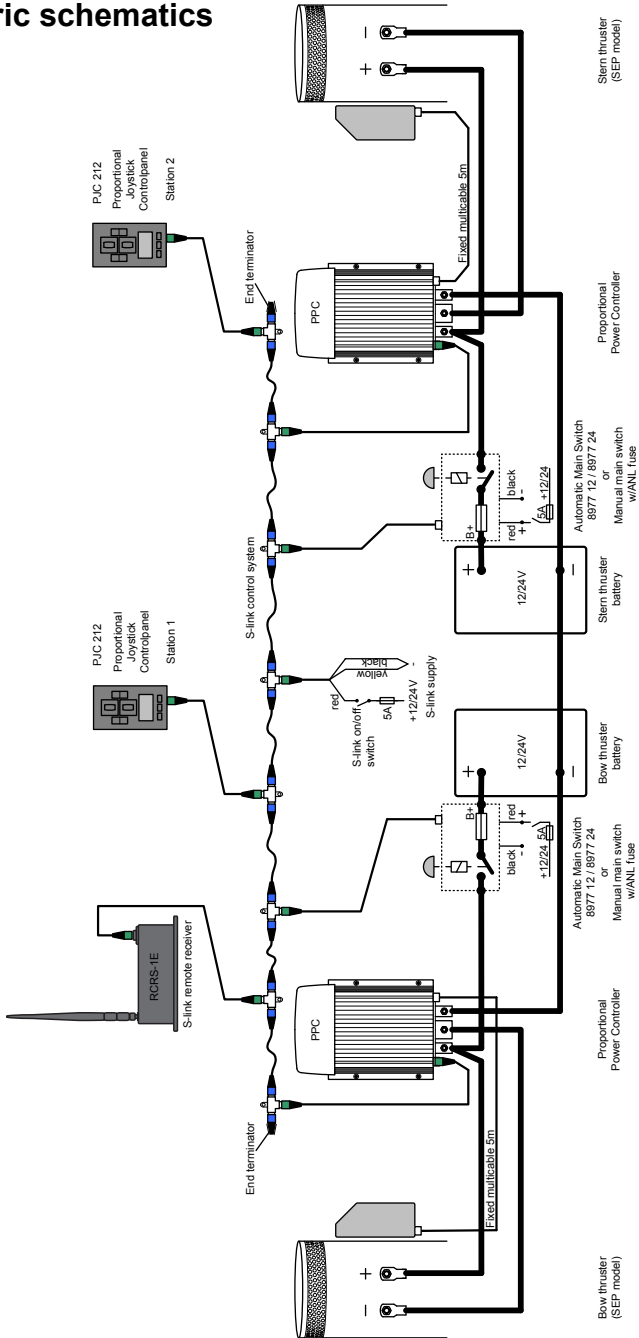 ric schematics
PJC 212
Proportional
Joystick
Controlpanel
Station 2
PJC 212
Proportional
Joystick
Controlpanel
Station 1
RCRS-1E
S-link remote receiver
End terminator
End terminator
S-link control system
PPC
PPC
Fixed multicable 5m
Fixed multicable 5m
red
yellow
black
-
S-link on/off
switch
5A
+12/24V
S-link supply
B+
red
+
black
-
5A
+12/24
B+
red
+
black
-
5A
+12/24
+
12/24V
-
+
12/24V
-
+
-
+
-
Stern thruster
(SEP model)
Proportional
Power Controller
Automatic Main Switch
8977 12 / 8977 24
or
Manual main switch
w/ANL fuse
Stern thruster
battery
Bow thruster
battery
Automatic Main Switch
8977 12 / 8977 24
or
Manual main switch
w/ANL fuse
Proportional
Power Controller
Bow thruster
(SEP model)